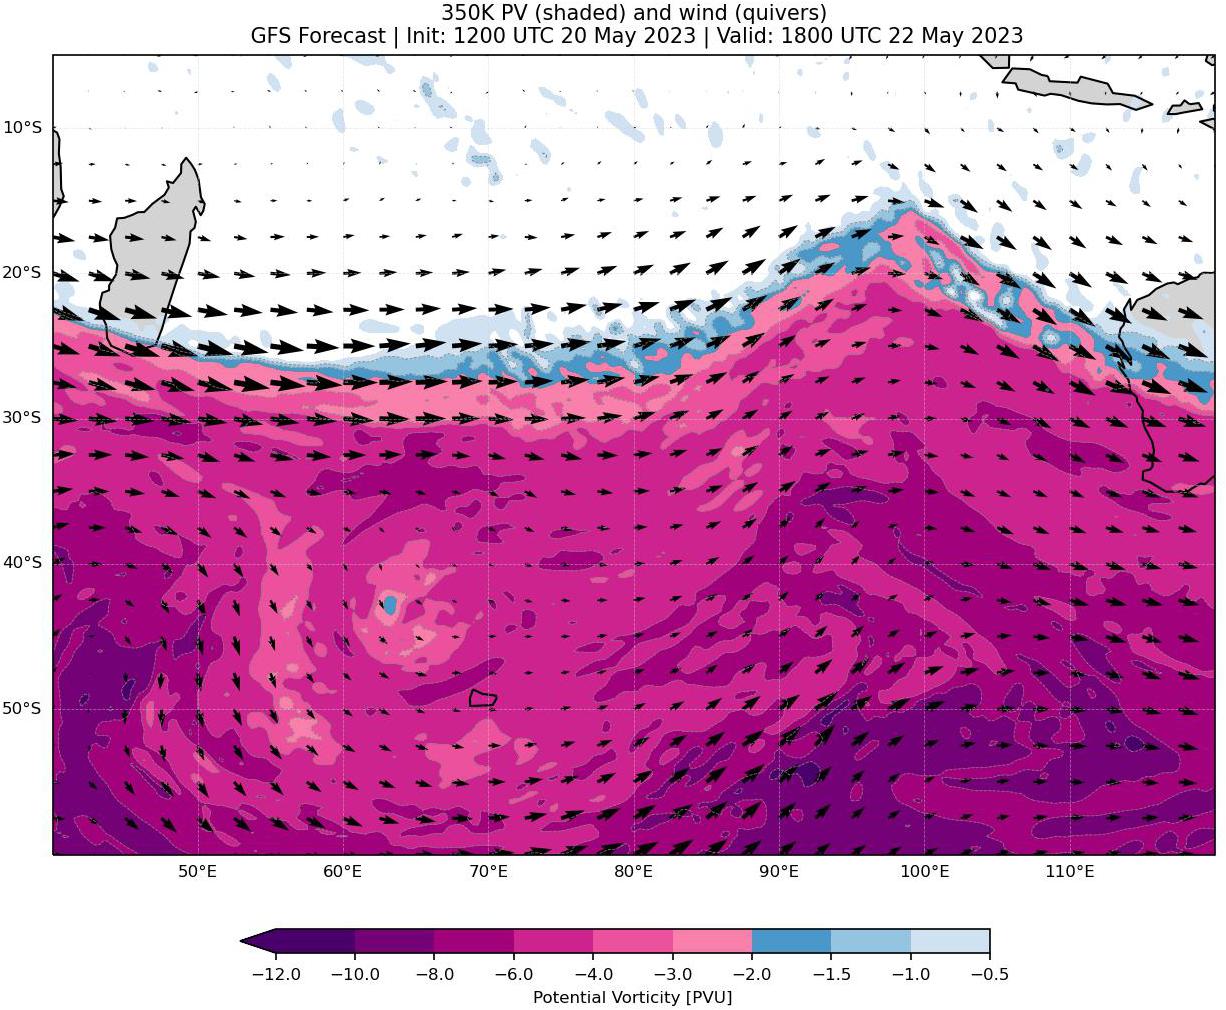 350K PV (shaded) and wind (quivers)
GFS Forecast | Init: 1200 UTC 20 May 2023 | Valid: 1800 UTC 22 May 2023
10°S
20°S
30°S
40°S
50°S
50°E 60°E 70°E 80°E 90°E 100°E 110°E
−12.0 −10.0 −8.0 −6.0 −4.0 −3.0 −2.0 −1.5 −1.0 −0.5
Potential Vorticity [PVU]